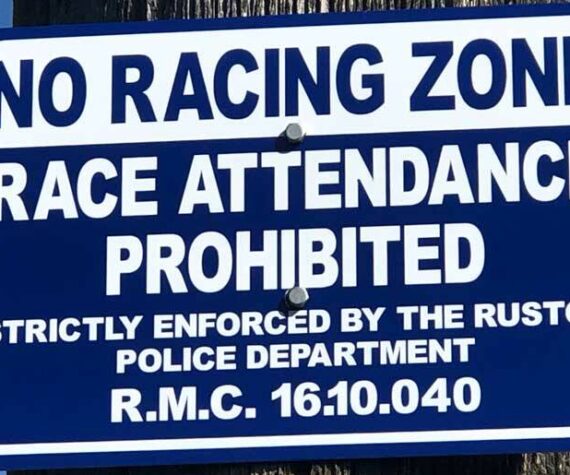 NO RACING ZON
RACE ATTENDANC
PROHIBITED
STRICTLY ENFORCED BY THE RUSTO
POLICE DEPARTMENT
R.M.C. 16.10.040